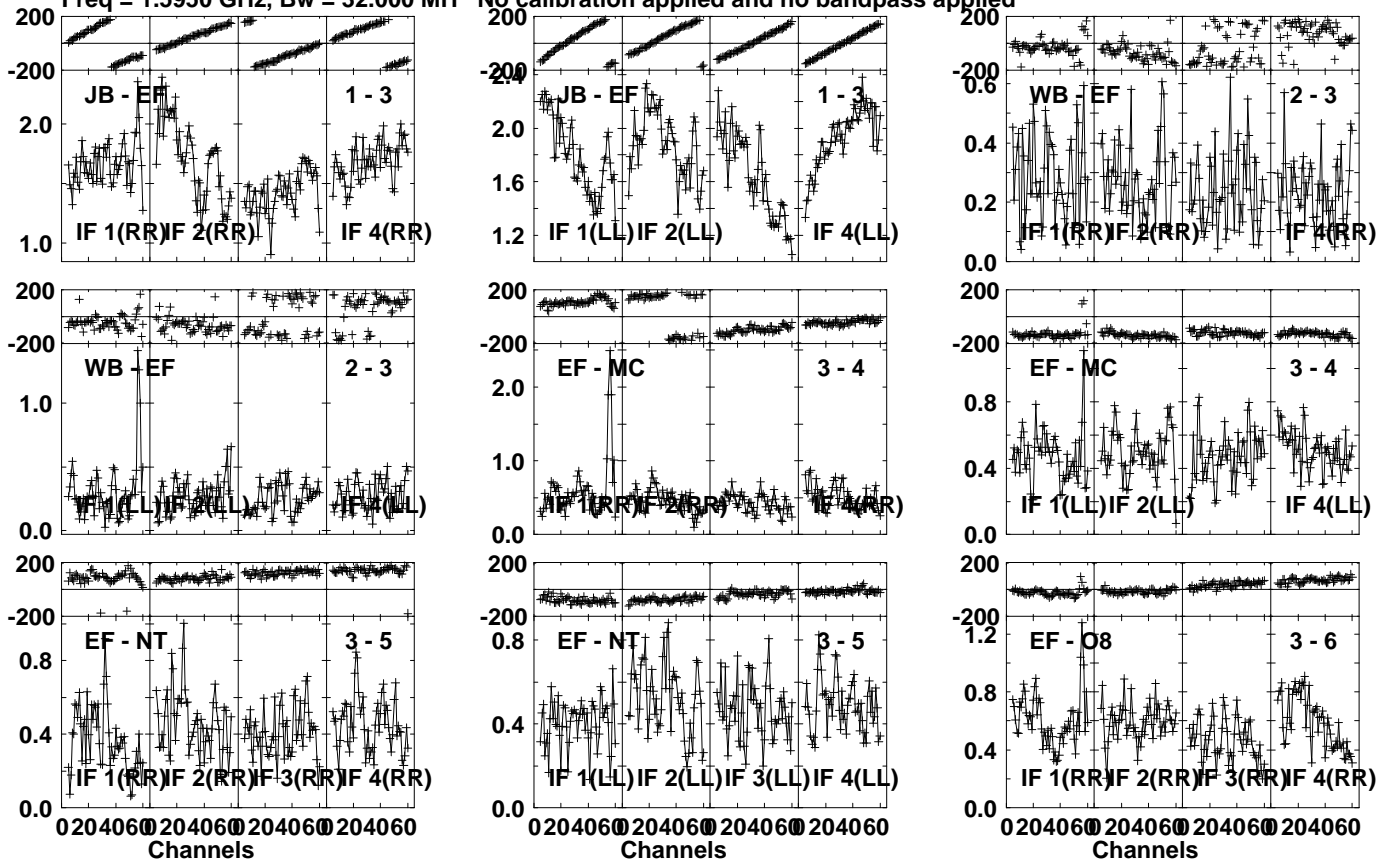 Freq = 1.5950 GHz, Bw = 32.000 MH No calibration applied and no bandpass applied
200 200 200
-200 -200 -200
JB - EF 1 - 3
2.0
1.0
IF 1(RR) IF 2(RR) IF 4(RR)
2.4
JB - EF 1 - 3
2.0
1.6
1.2
IF 1(LL) IF 2(LL) IF 4(LL)
0.6
WB - EF 2 - 3
0.4
0.2
0.0
IF 1(RR) IF 2(RR) IF 4(RR)
200 200 200
-200 -200 -200
WB - EF 2 - 3
1.0
0.0
IF 1(LL) IF 2(LL) IF 4(LL)
EF - MC 3 - 4
2.0
1.0
0.0
IF 1(RR) IF 2(RR) IF 4(RR)
EF - MC 3 - 4
0.8
0.4
0.0
IF 1(LL) IF 2(LL) IF 4(LL)
200 200 200
-200 -200 -200
EF - NT 3 - 5
0.8
0.4
0.0
IF 1(RR) IF 2(RR) IF 3(RR) IF 4(RR)
0 20 40 60 0 20 40 60 0 20 40 60 0 20 40 60
Channels
EF - NT 3 - 5
0.8
0.4
0.0
IF 1(LL) IF 2(LL) IF 3(LL) IF 4(LL)
0 20 40 60 0 20 40 60 0 20 40 60 0 20 40 60
Channels
EF - O8 3 - 6
1.2
0.8
0.4
0.0
IF 1(RR) IF 2(RR) IF 3(RR) IF 4(RR)
0 20 40 60 0 20 40 60 0 20 40 60 0 20 40 60
Channels